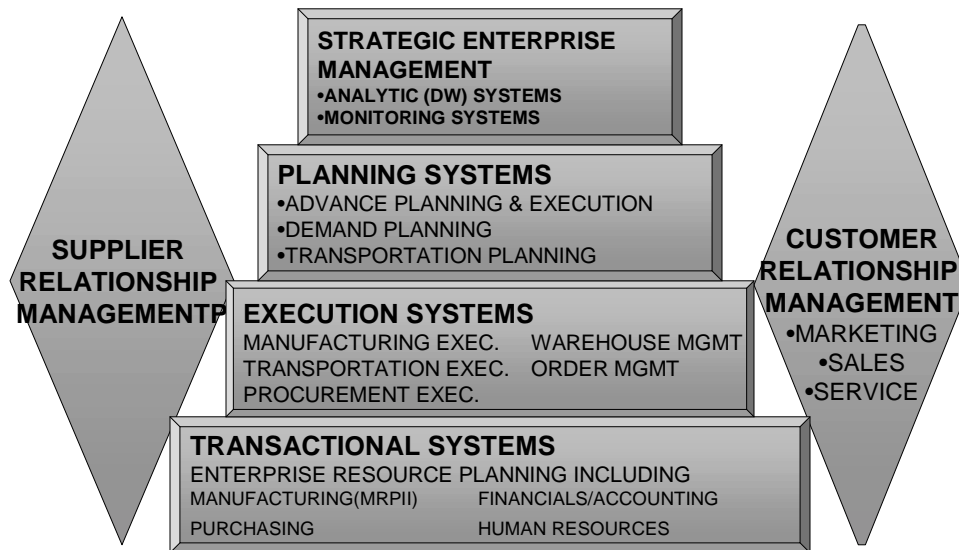 STRATEGIC ENTERPRISE
MANAGEMENT
•ANALYTIC (DW) SYSTEMS
•MONITORING SYSTEMS
PLANNING SYSTEMS
•ADVANCE PLANNING & EXECUTION
•DEMAND PLANNING
•TRANSPORTATION PLANNING
SUPPLIER
RELATIONSHIP
MANAGEMENTP
CUSTOMER
RELATIONSHIP
MANAGEMENT
•MARKETING
•SALES
•SERVICE
EXECUTION SYSTEMS
MANUFACTURING EXEC. WAREHOUSE MGMT
TRANSPORTATION EXEC. ORDER MGMT
PROCUREMENT EXEC.
TRANSACTIONAL SYSTEMS
ENTERPRISE RESOURCE PLANNING INCLUDING
MANUFACTURING(MRPII) FINANCIALS/ACCOUNTING
PURCHASING HUMAN RESOURCES